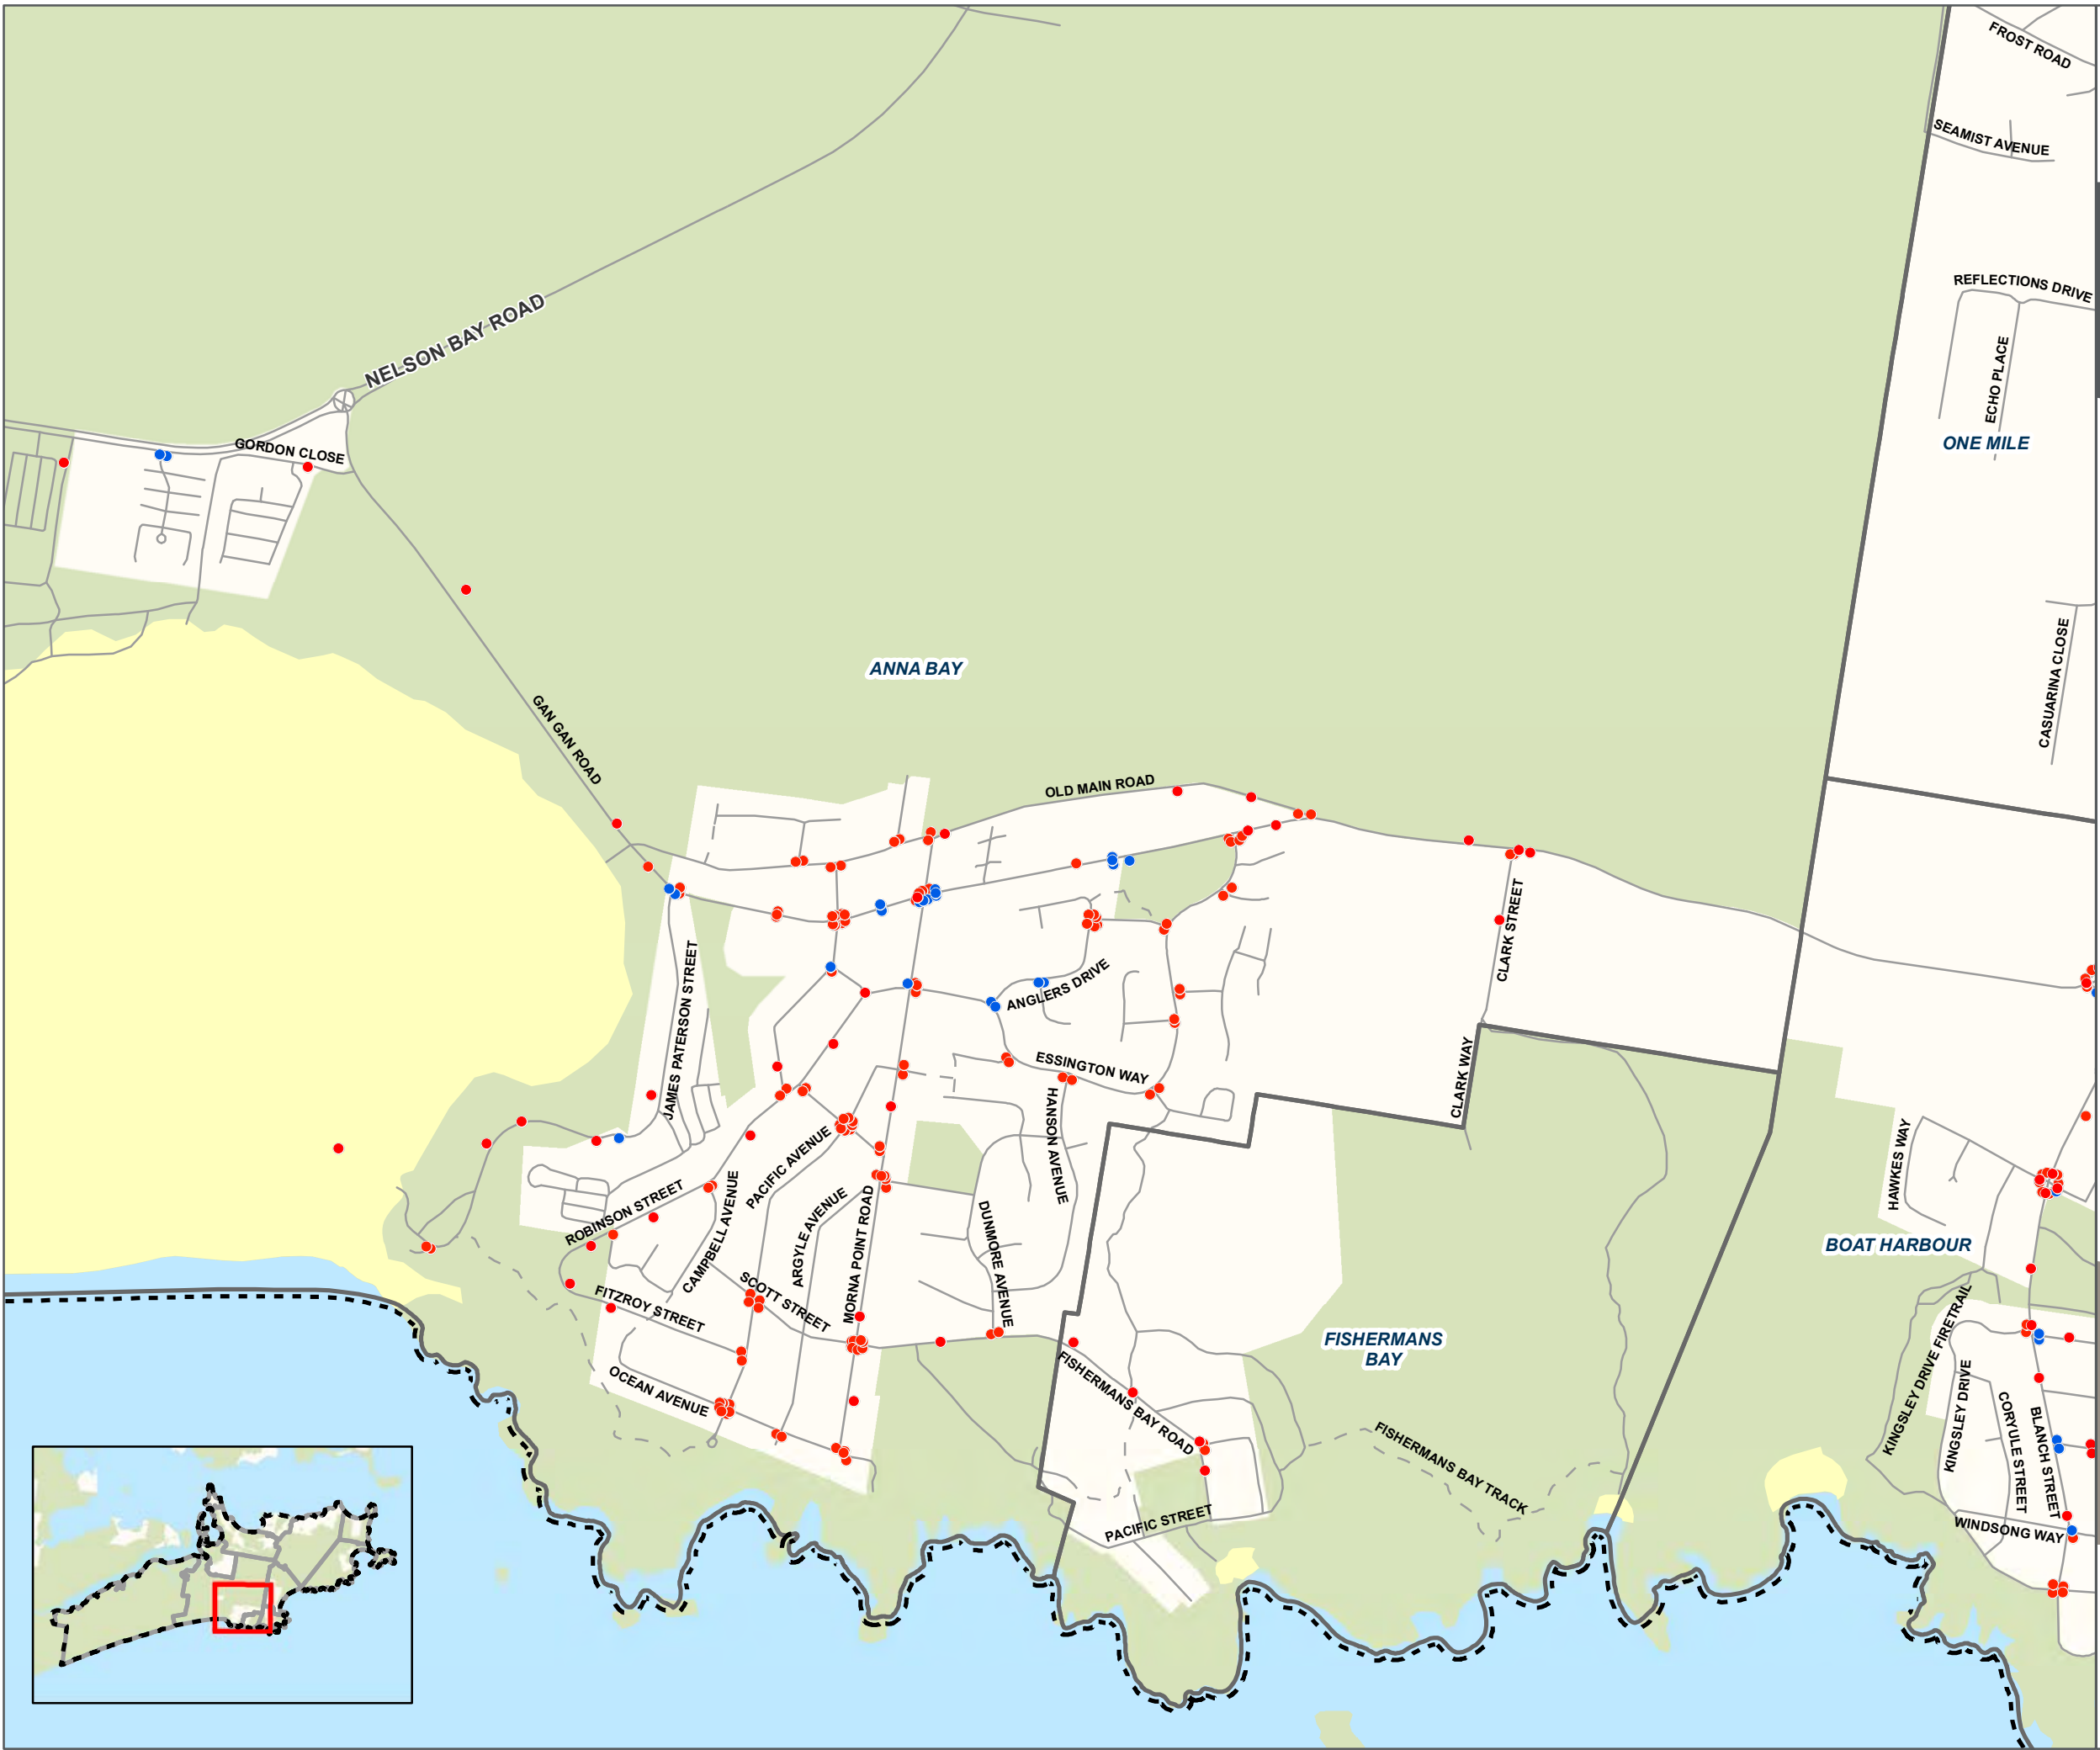 FROST ROAD
SEAMIST AVENUE
REFLECTIONS DRIVE
NELSON BAY ROAD
ECHO PLACE
GORDON CLOSE
ONE MILE
CASUARINA CLOSE
ANNA BAY
GAN GAN ROAD
OLD MAIN ROAD
CLARK STREET
JAMES PATERSON STREET
ANGLERS DRIVE
ESSINGTON WAY
CLARK WAY
HANSON AVENUE
HAWKES WAY
PACIFIC AVENUE
ROBINSON STREET
CAMPBELL AVENUE
ARGYLE AVENUE
MORNA POINT ROAD
DUNMORE AVENUE
BOAT HARBOUR
SCOTT STREET
FITZROY STREET
FISHERMANS
BAY
KINGSLEY DRIVE FIRETRAIL
FISHERMANS BAY ROAD
OCEAN AVENUE
KINGSLEY DRIVE
CORYULE STREET
BLANCH STREET
FISHERMANS BAY TRACK
PACIFIC STREET
WINDSONG WAY